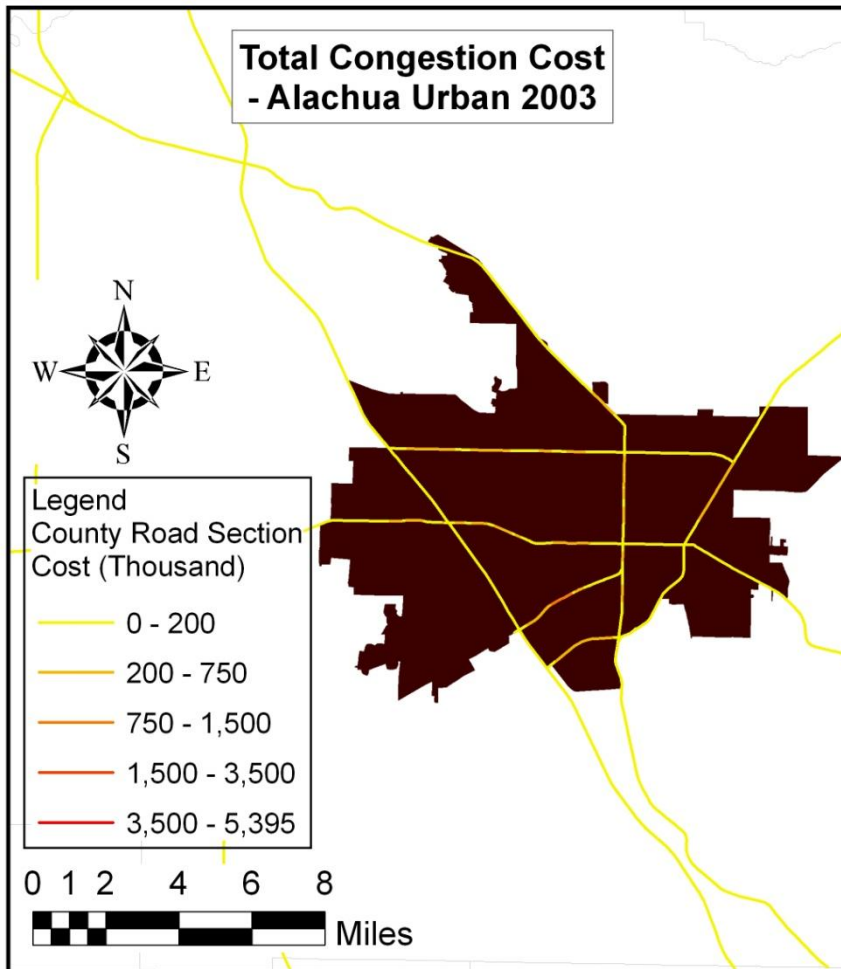 Total Congestion Cost
- Alachua Urban 2003
N
W E
S
Legend
County Road Section
Cost (Thousand)
0 - 200
200 - 750
750 - 1,500
1,500 - 3,500
3,500 - 5,395
0 1 2 4 6 8
Miles